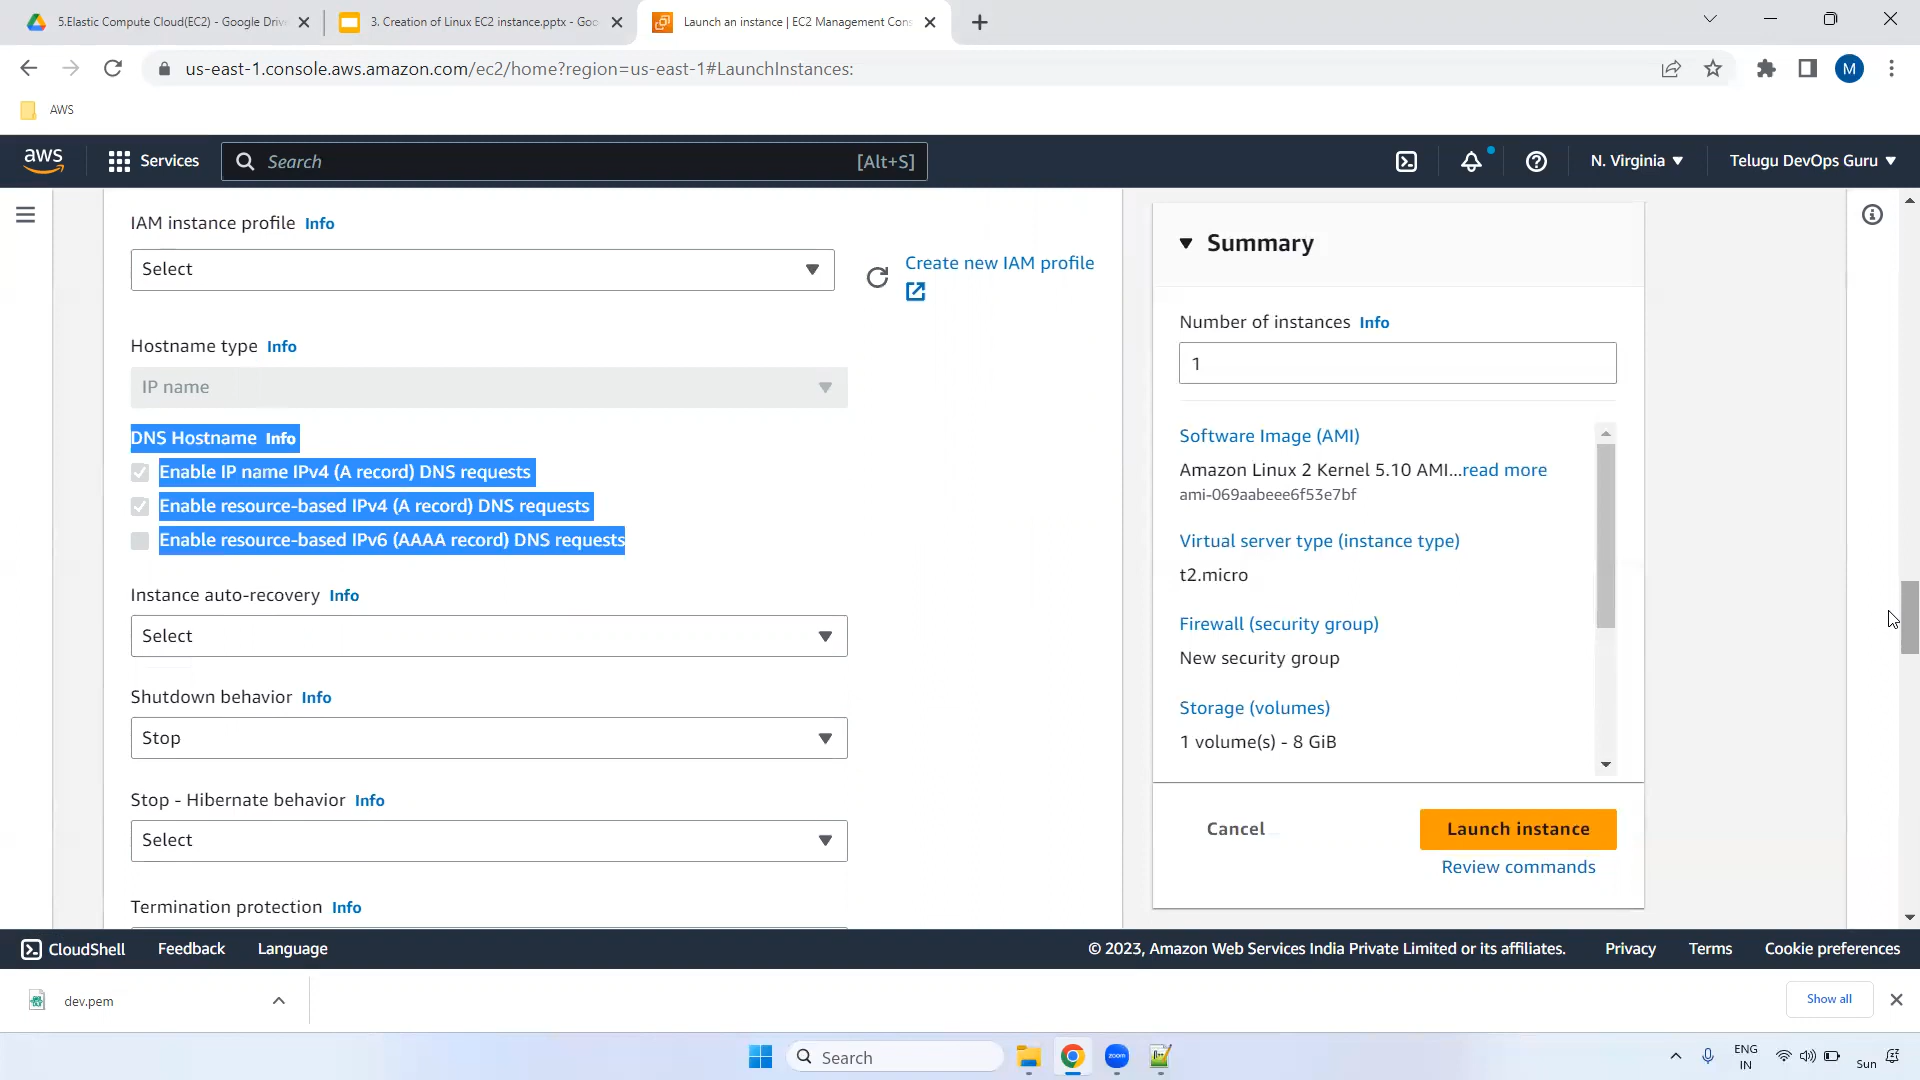 5.Elastic Compute Cloud(EC2) - Google Drive
3. Creation of Linux EC2 instance.pptx - Goo
Launch an instance | EC2 Management Cons
us-east-1.console.aws.amazon.com/ec2/home?region=us-east-1#LaunchInstances:
M
AWS
aws
Services
Search
[Alt+S]
N. Virginia
Telugu DevOps Guru
IAM instance profile Info
Select
Create new IAM profile
Hostname type Info
IP name
DNS Hostname Info
Enable IP name IPv4 (A record) DNS requests
Enable resource-based IPv4 (A record) DNS requests
Enable resource-based IPv6 (AAAA record) DNS requests
Instance auto-recovery Info
Select
Shutdown behavior Info
Stop
Stop - Hibernate behavior Info
Select
Termination protection Info
Summary
Number of instances Info
1
Software Image (AMI)
Amazon Linux 2 Kernel 5.10 AMI...read more
ami-069aabeee6f53e7bf
Virtual server type (instance type)
t2.micro
Firewall (security group)
New security group
Storage (volumes)
1 volume(s) - 8 GiB
Cancel
Launch instance
Review commands
CloudShell
Feedback
Language
© 2023, Amazon Web Services India Private Limited or its affiliates.
Privacy
Terms
Cookie preferences
dev.pem
Show all
Search
zoom
ENG
IN
Sun